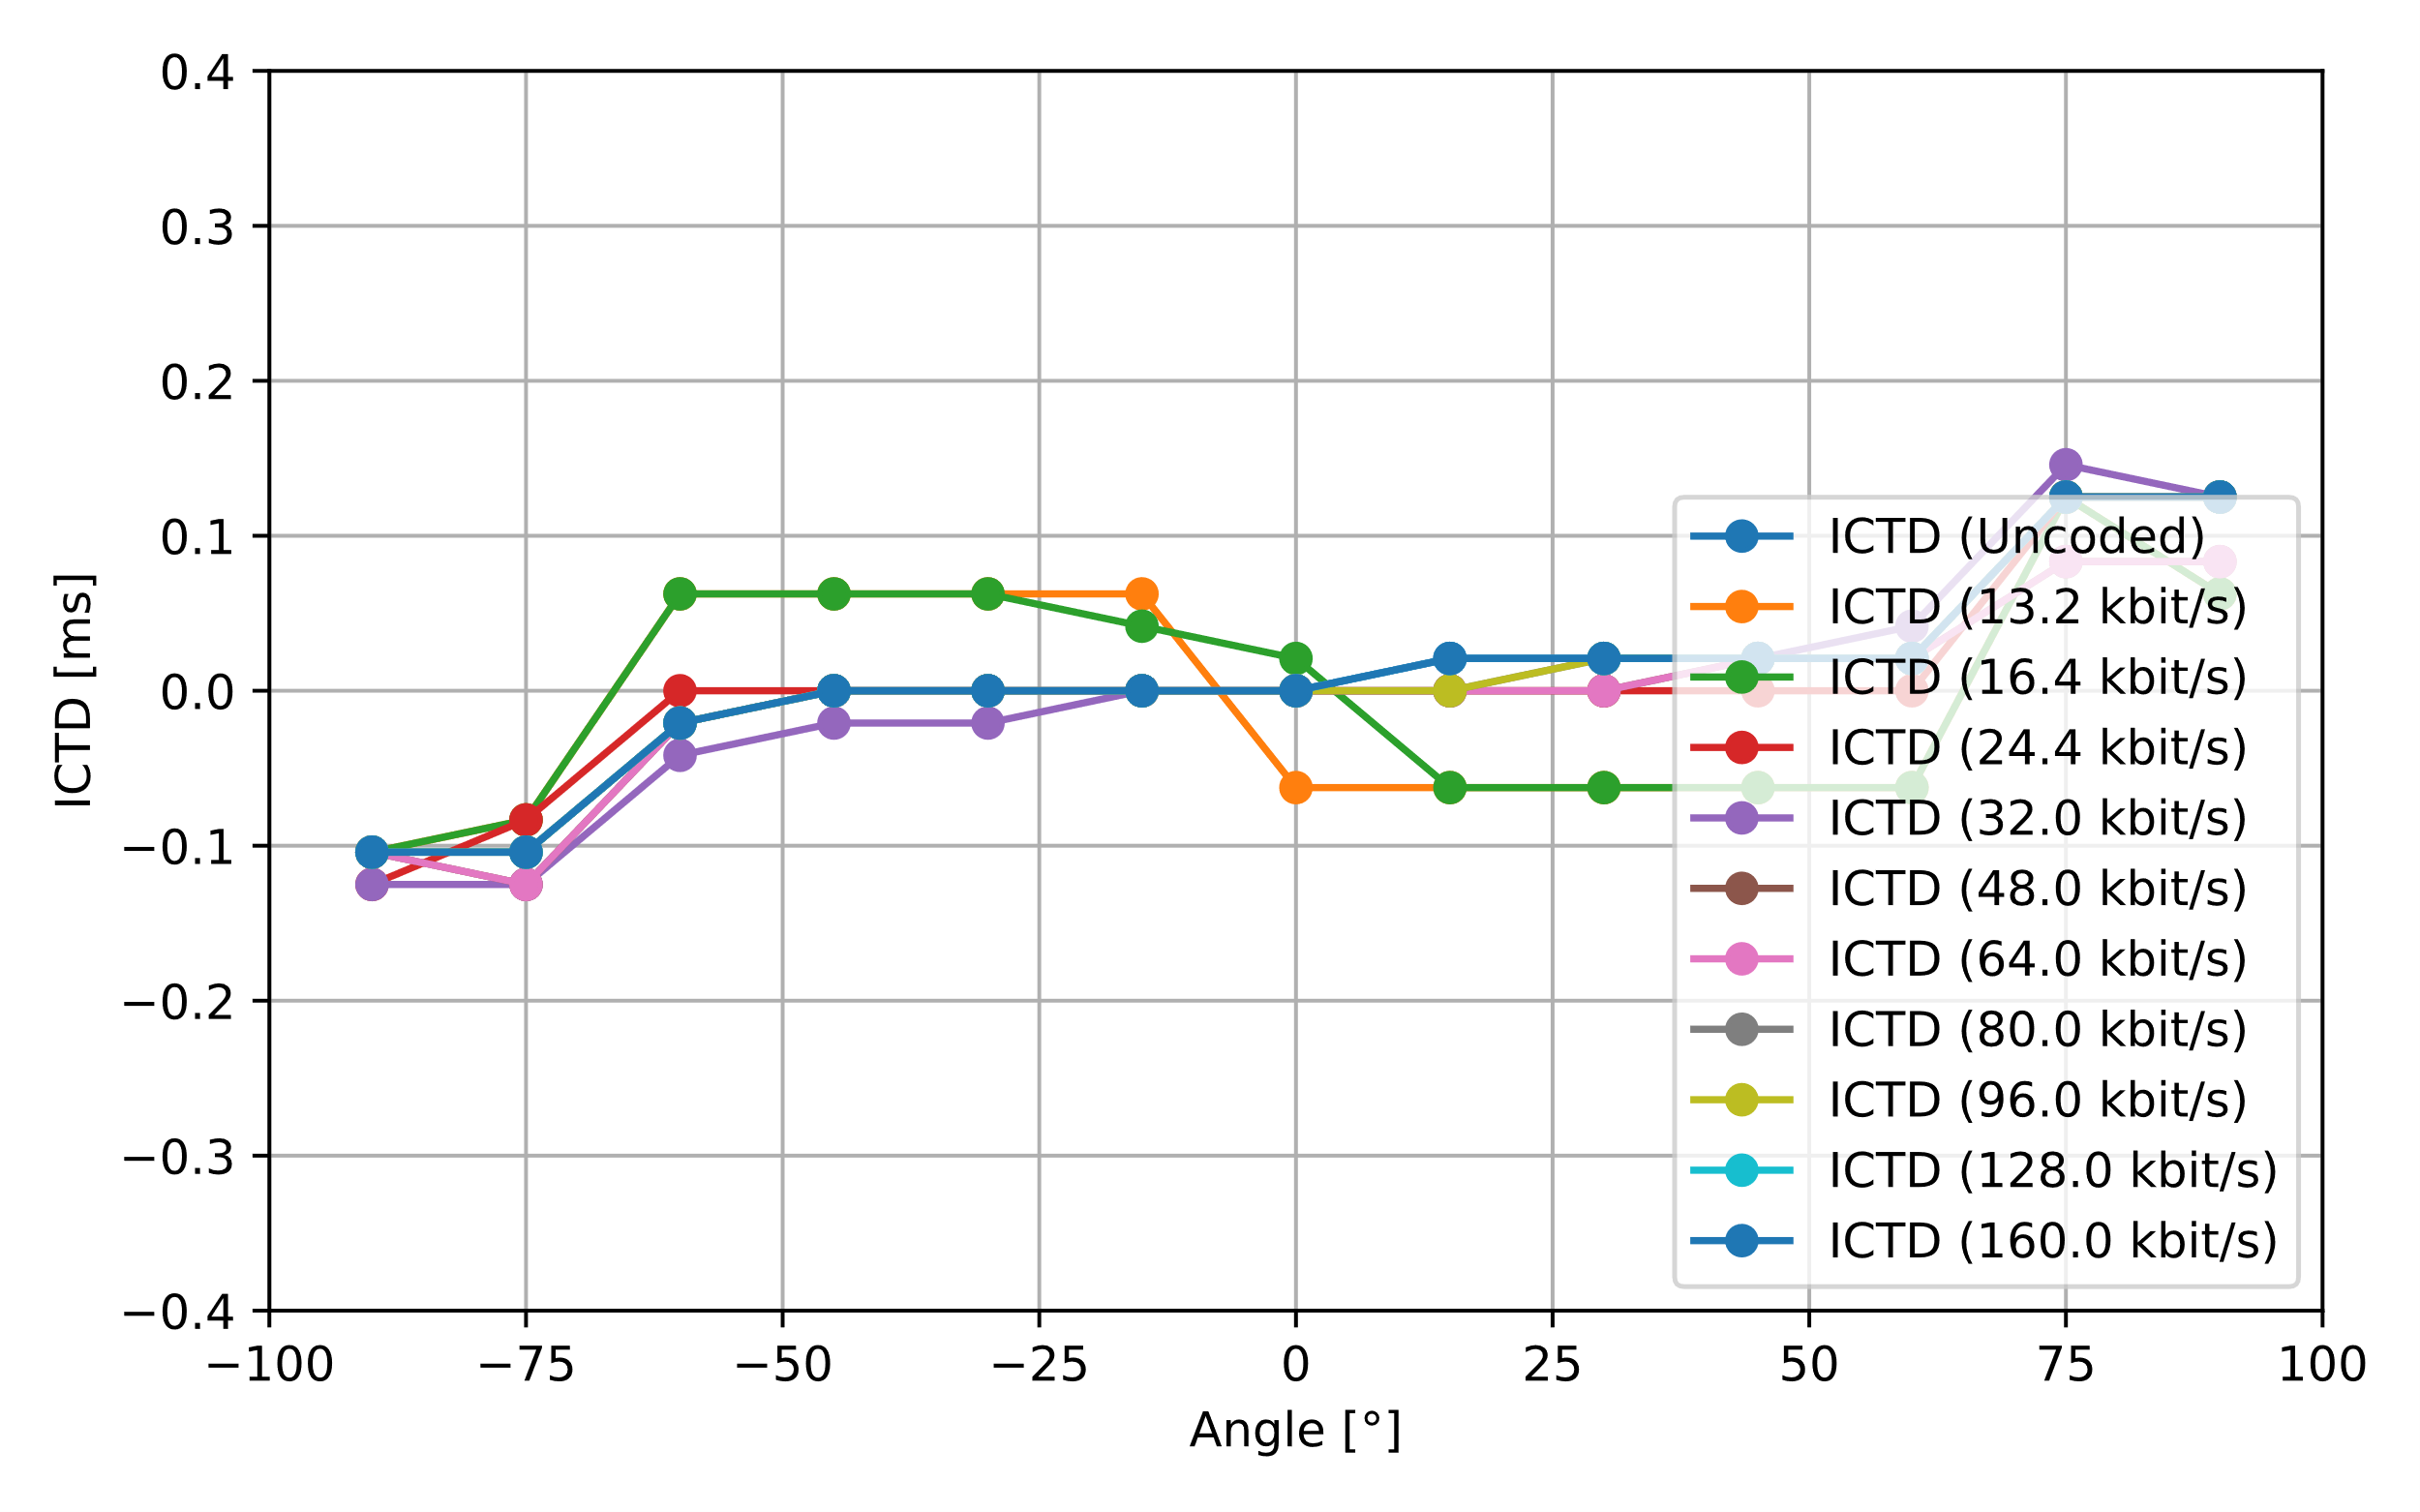 0.4
0.3
0.2
0.1
0.0
−0.1
−0.2
−0.3
−0.4
ICTD [ms]
ICTD (Uncoded)
ICTD (13.2 kbit/s)
ICTD (16.4 kbit/s)
ICTD (24.4 kbit/s)
ICTD (32.0 kbit/s)
ICTD (48.0 kbit/s)
ICTD (64.0 kbit/s)
ICTD (80.0 kbit/s)
ICTD (96.0 kbit/s)
ICTD (128.0 kbit/s)
ICTD (160.0 kbit/s)
−100 −75 −50 −25 0 25 50 75 100
Angle [°]